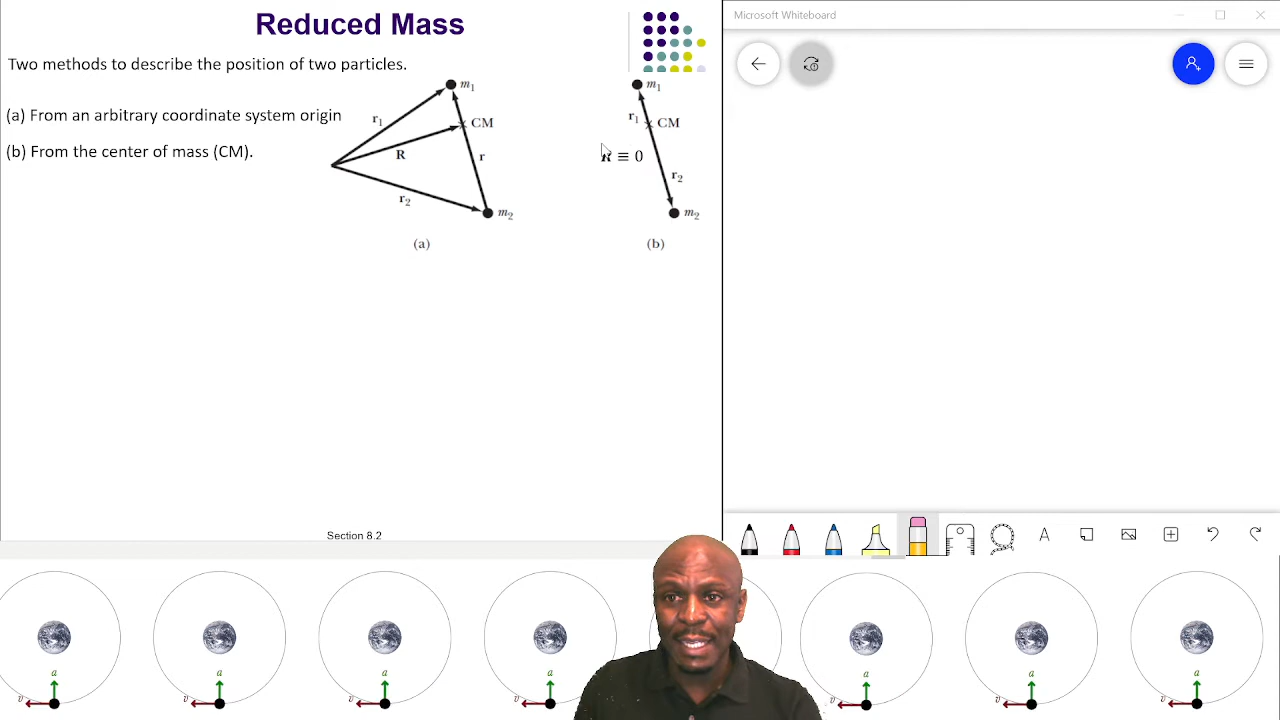 Reduced Mass
Two methods to describe the position of two particles.
(a) From an arbitrary coordinate system origin
(b) From the center of mass (CM).
m₁
r₁
CM
R
r
r₂
m₂
(a)
m₁
r₁
CM
R ≡ 0
r₂
m₂
(b)
Section 8.2
Microsoft Whiteboard
A
a
v
a
v
a
v
a
v
a
v
a
v
a
v